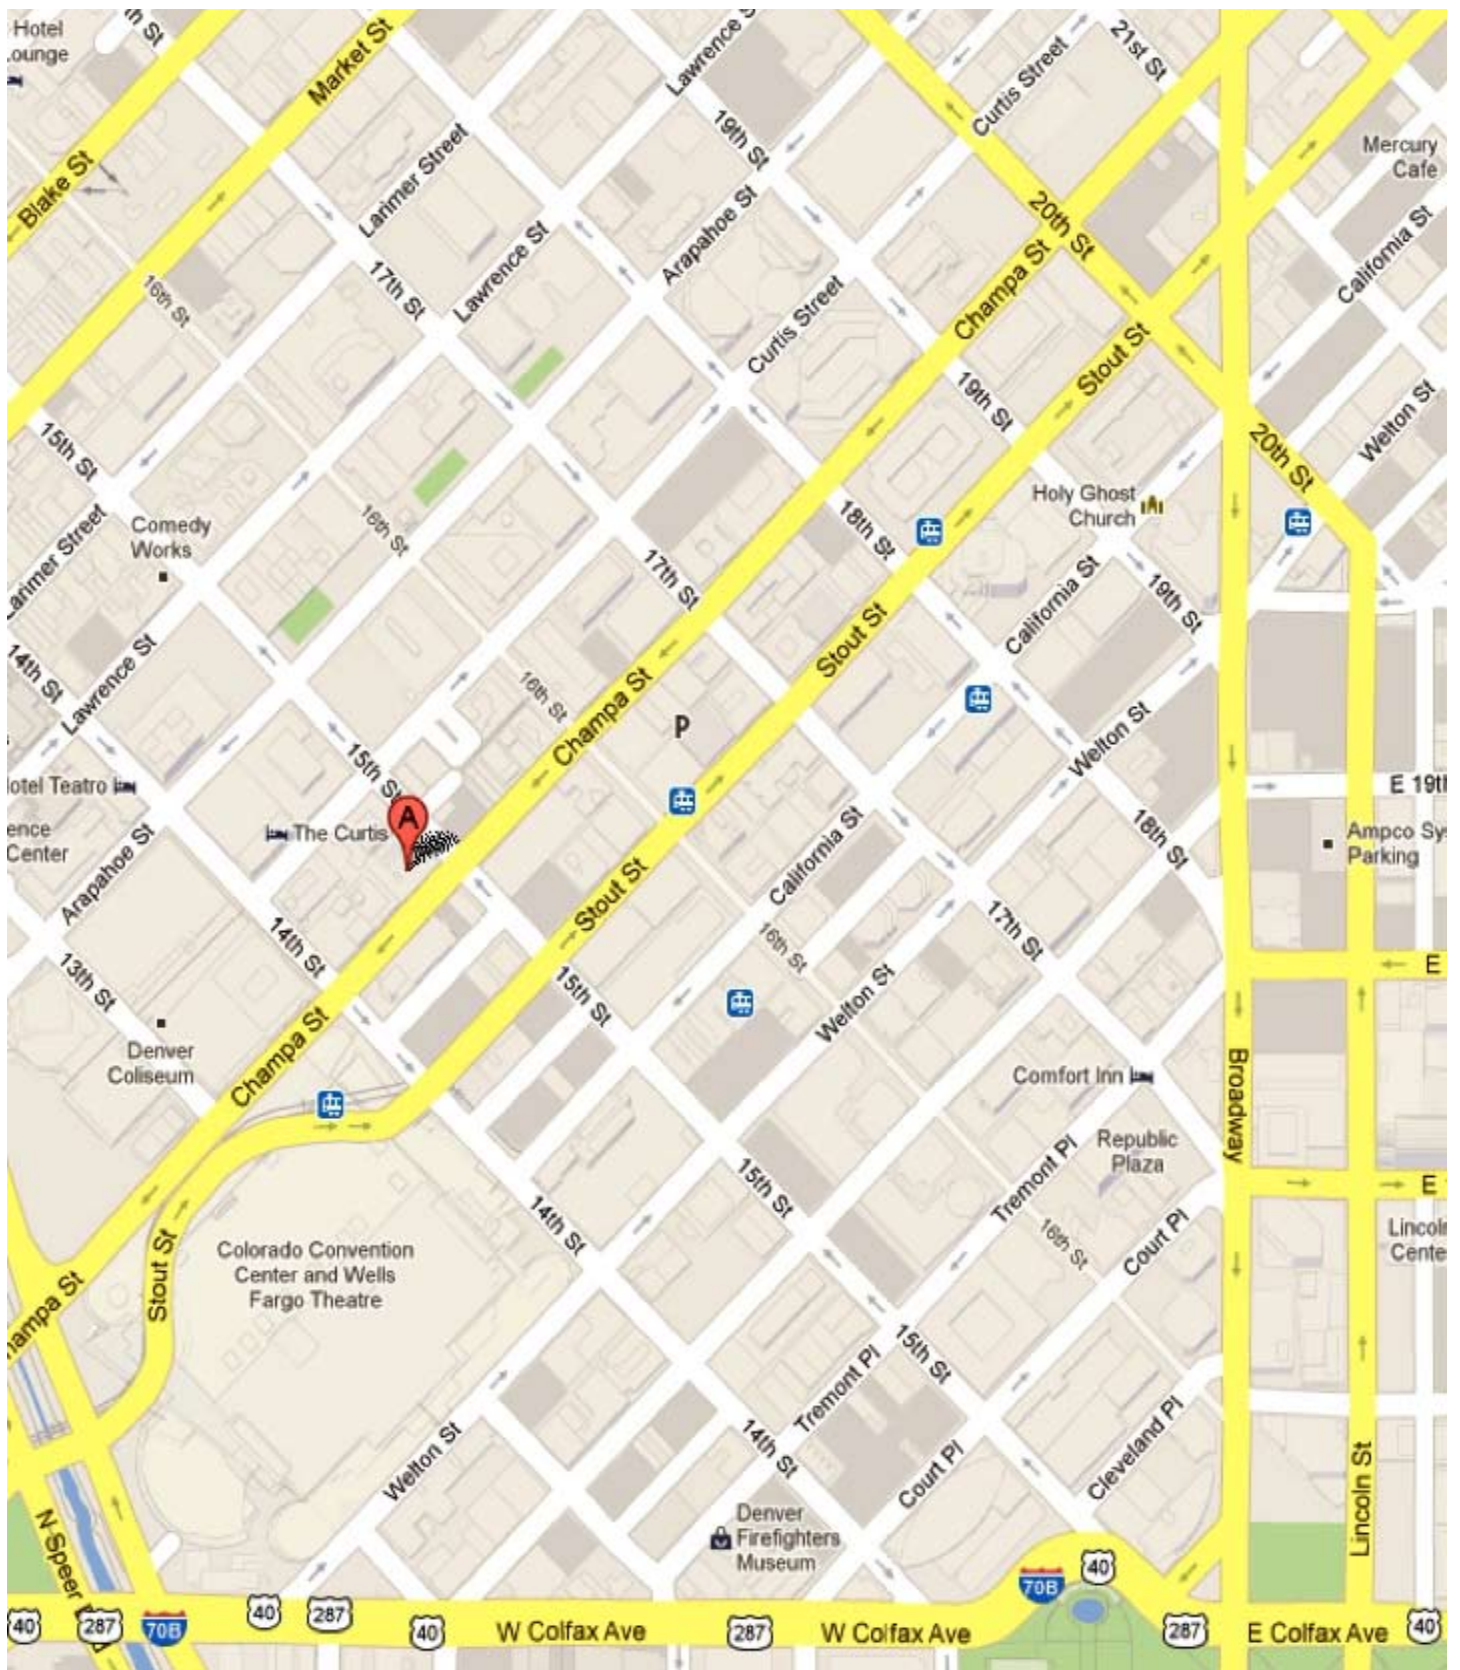 Hotel
Lounge
th St
Market St
Lawrence S
Curtis Street
21st St
Mercury
Cafe
Blake St
Larimer Street
19th St
20th St
16th St
17th St
Lawrence St
Arapahoe St
Curtis Street
Champa St
California St
Stout St
15th St
19th St
Welton St
20th St
Larimer Street
Comedy
Works
16th St
18th St
Holy Ghost
Church
17th St
California St
19th St
14th St
Lawrence St
16th St
Champa St
P
Stout St
Welton St
15th St
Hotel Teatro
A
The Curtis
ence
Center
Arapahoe St
California St
18th St
E 19th
Ampco Sys
Parking
14th St
Stout St
16th St
17th St
13th St
15th St
Welton St
E
Denver
Coliseum
Champa St
Comfort Inn
Broadway
Republic
Plaza
Tremont Pl
15th St
E 1
14th St
16th St
Court Pl
Lincoln
Cente
Colorado Convention
Center and Wells
Fargo Theatre
Stout St
hampa St
15th St
Tremont Pl
Welton St
14th St
Court Pl
Cleveland Pl
Lincoln St
N Speer
Denver
Firefighters
Museum
40
70B
40
287
70B
40
287
40
W Colfax Ave
287
W Colfax Ave
287
E Colfax Ave
40